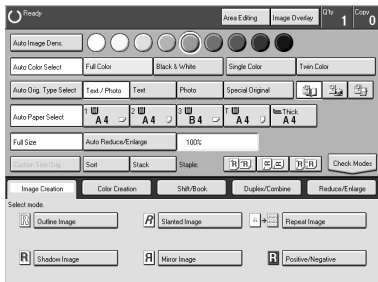 Ready Area Editing Image Overlay Q'ty 1 Copy 0
Auto Image Dens.
Auto Color Select Full Color Black & White Single Color Twin Color
Auto Orig. Type Select Text / Photo Text Photo Special Original
Auto Paper Select 1 A4 2 A4 3 B4 T A4 Thick A4
Full Size Auto Reduce/Enlarge 100%
Custom Size Orig. Sort Stack Staple: Check Modes
Image Creation Color Creation Shift/Book Duplex/Combine Reduce/Enlarge
Select mode.
R Outline Image R Slanted Image Repeat Image
R Shadow Image Я Mirror Image R Positive/Negative